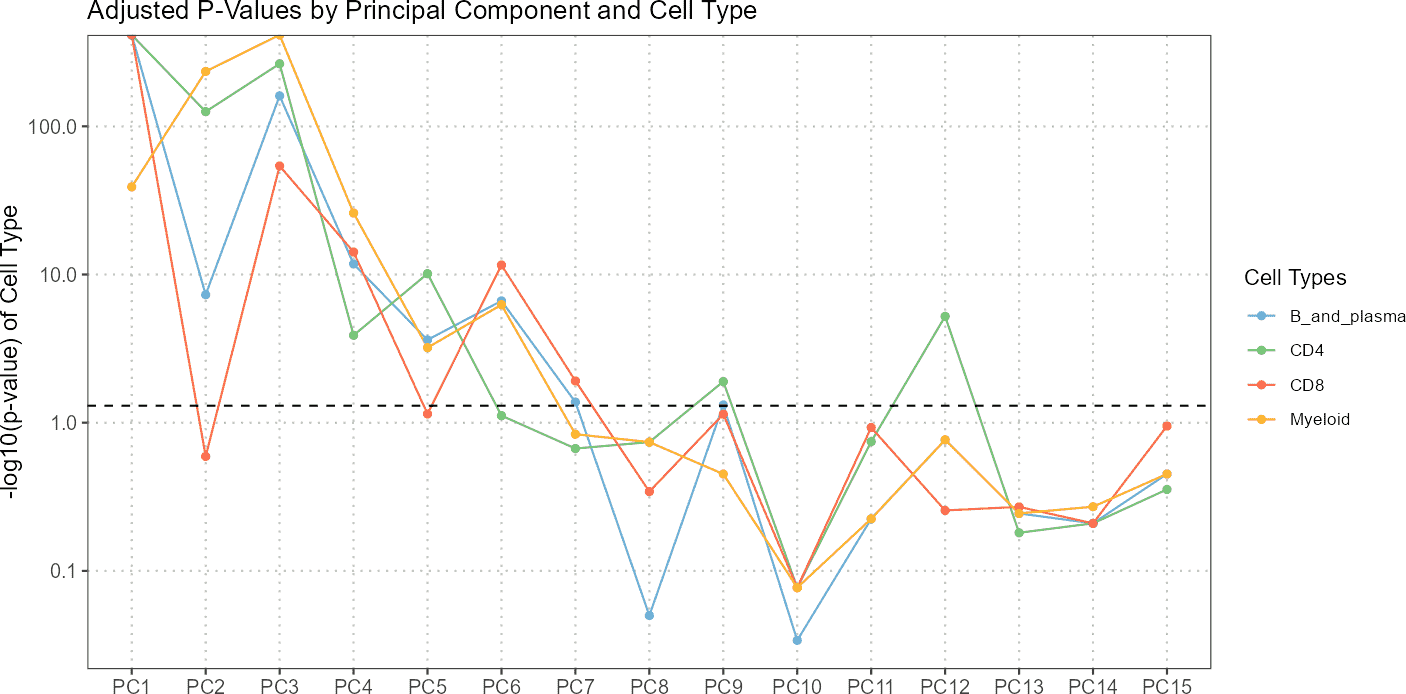 Adjusted P-Values by Principal Component and Cell Type
-log10(p-value) of Cell Type
100.0
10.0
1.0
0.1
PC1 PC2 PC3 PC4 PC5 PC6 PC7 PC8 PC9 PC10 PC11 PC12 PC13 PC14 PC15
Cell Types
B_and_plasma
CD4
CD8
Myeloid